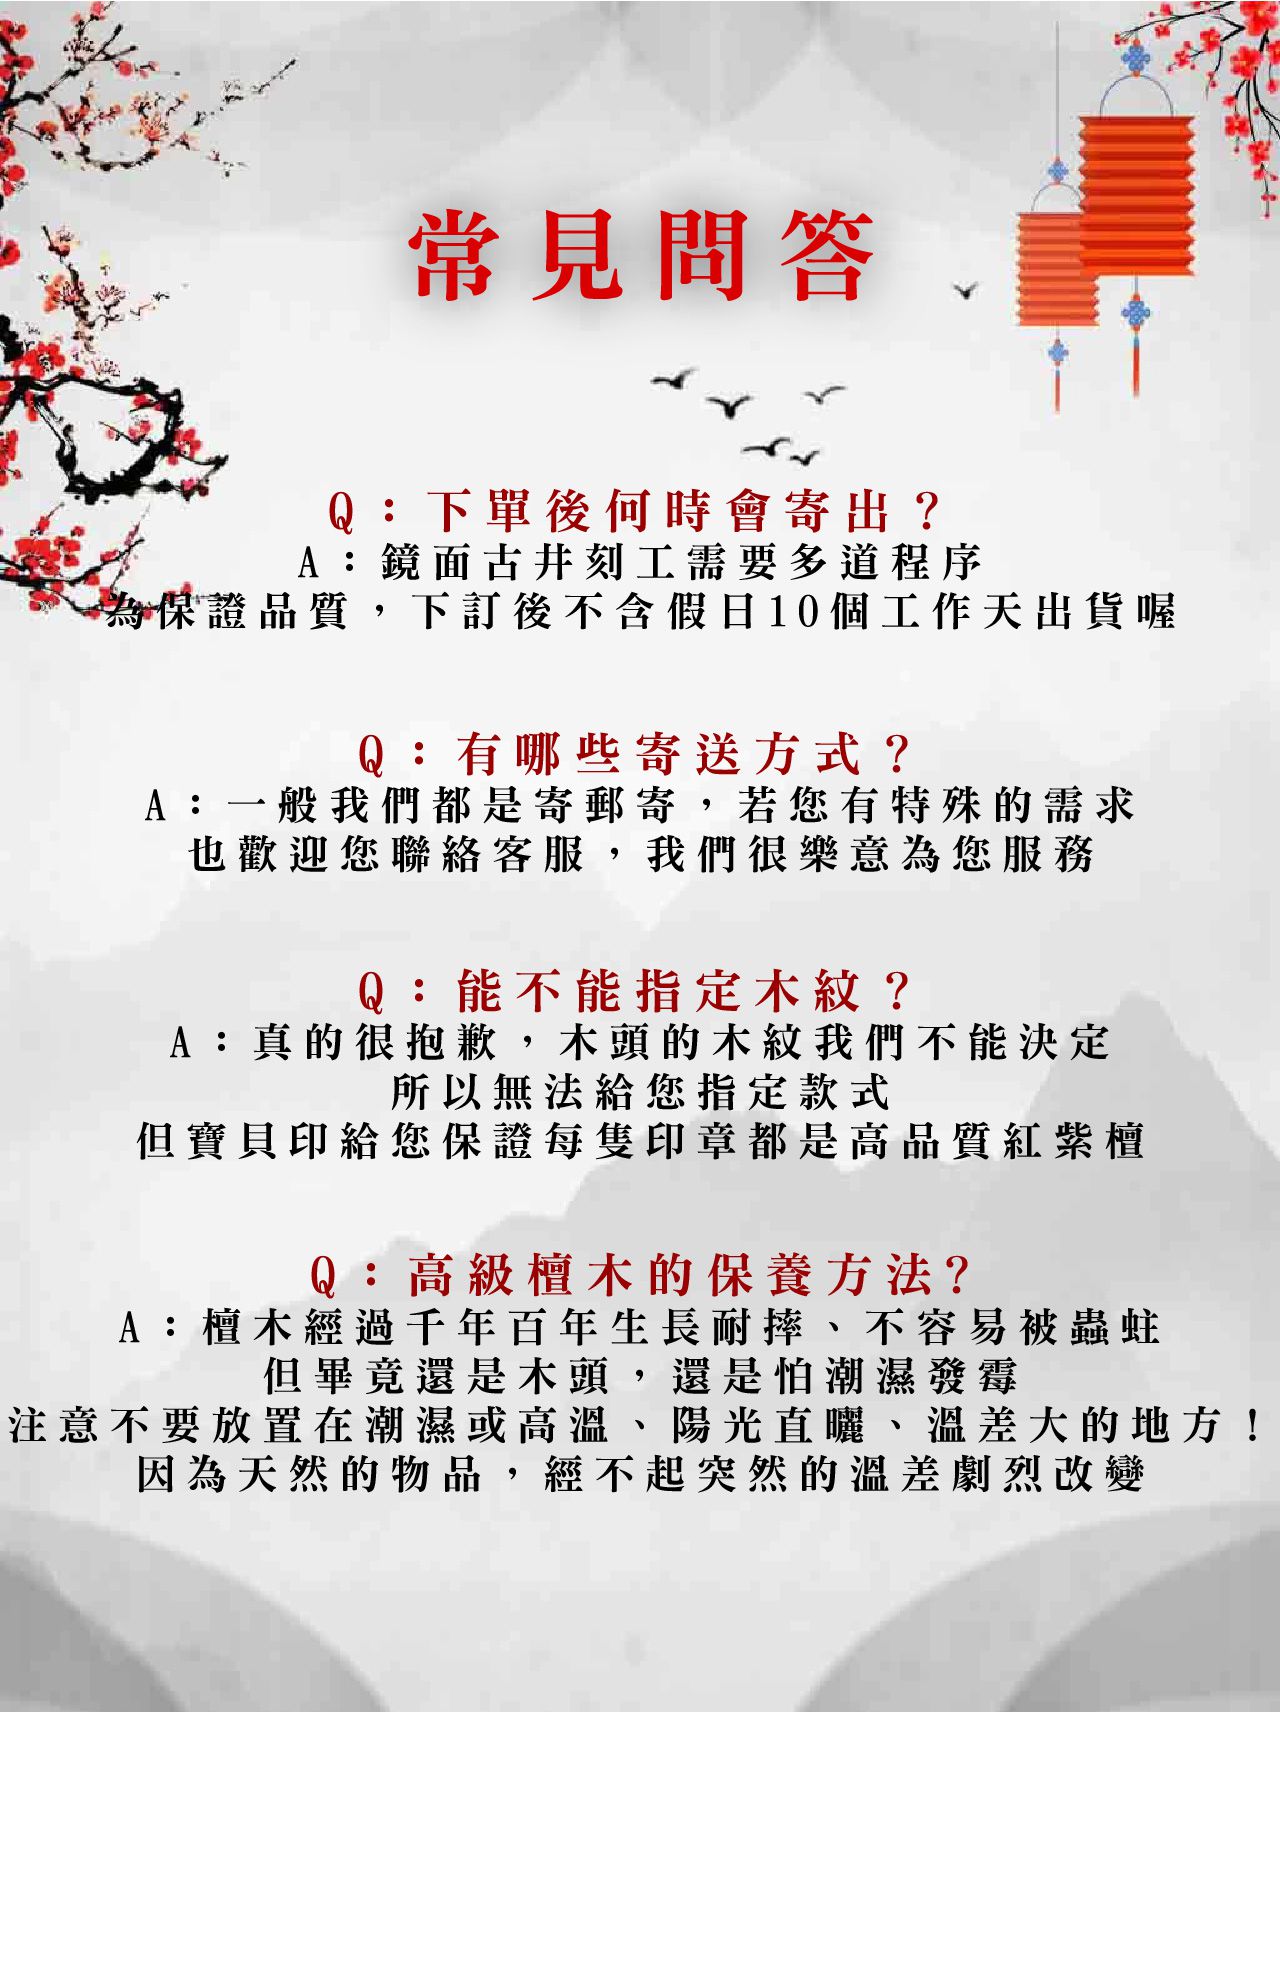 常見問答
Q：下單後何時會寄出？
A：鏡面古井刻工需要多道程序
為保證品質，下訂後不含假日10個工作天出貨喔
Q：有哪些寄送方式？
A：一般我們都是寄郵寄，若您有特殊的需求
也歡迎您聯絡客服，我們很樂意為您服務
Q：能不能指定木紋？
A：真的很抱歉，木頭的木紋我們不能決定
所以無法給您指定款式
但寶貝印給您保證每隻印章都是高品質紅紫檀
Q：高級檀木的保養方法?
A：檀木經過千年百年生長耐摔、不容易被蟲蛀
但畢竟還是木頭，還是怕潮濕發霉
注意不要放置在潮濕或高溫、陽光直曬、溫差大的地方！
因為天然的物品，經不起突然的溫差劇烈改變